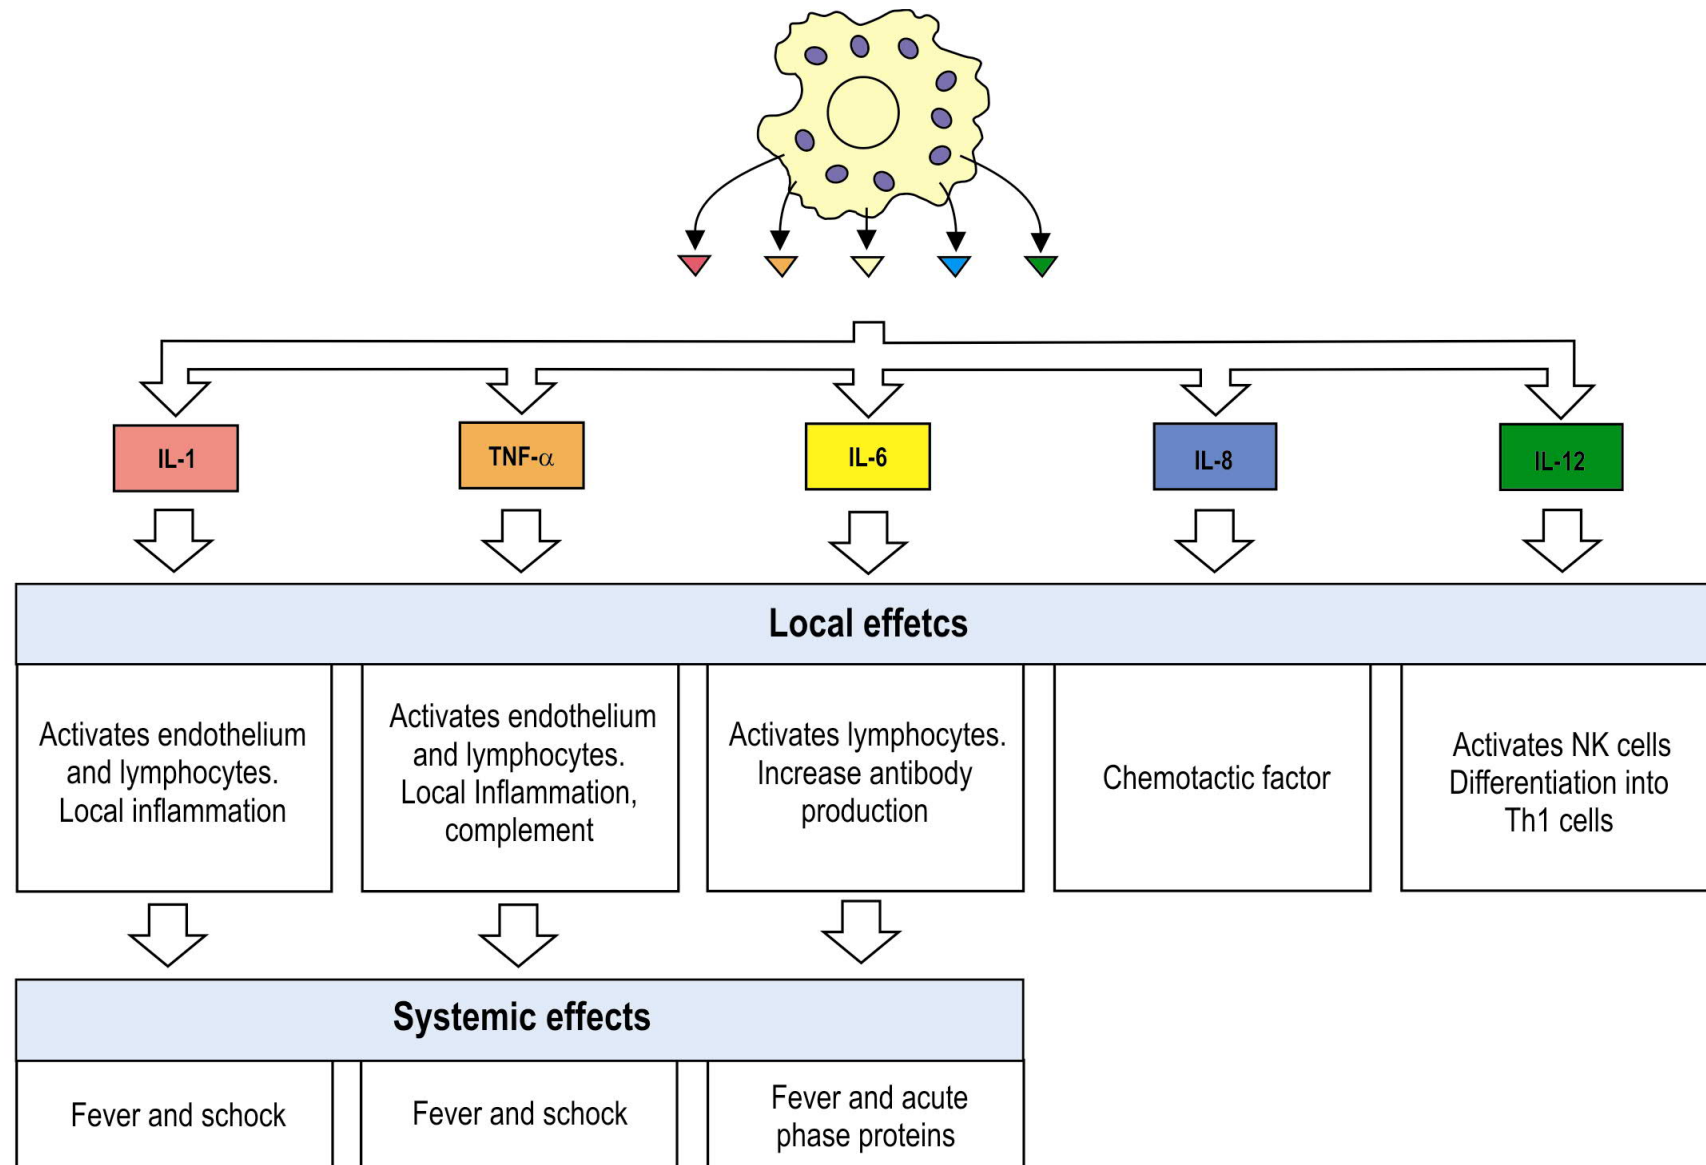 IL-1
TNF-α
IL-6
IL-8
IL-12
Local effetcs
Activates endothelium
and lymphocytes.
Local inflammation
Activates endothelium
and lymphocytes.
Local Inflammation,
complement
Activates lymphocytes.
Increase antibody
production
Chemotactic factor
Activates NK cells
Differentiation into
Th1 cells
Systemic effects
Fever and schock
Fever and schock
Fever and acute
phase proteins